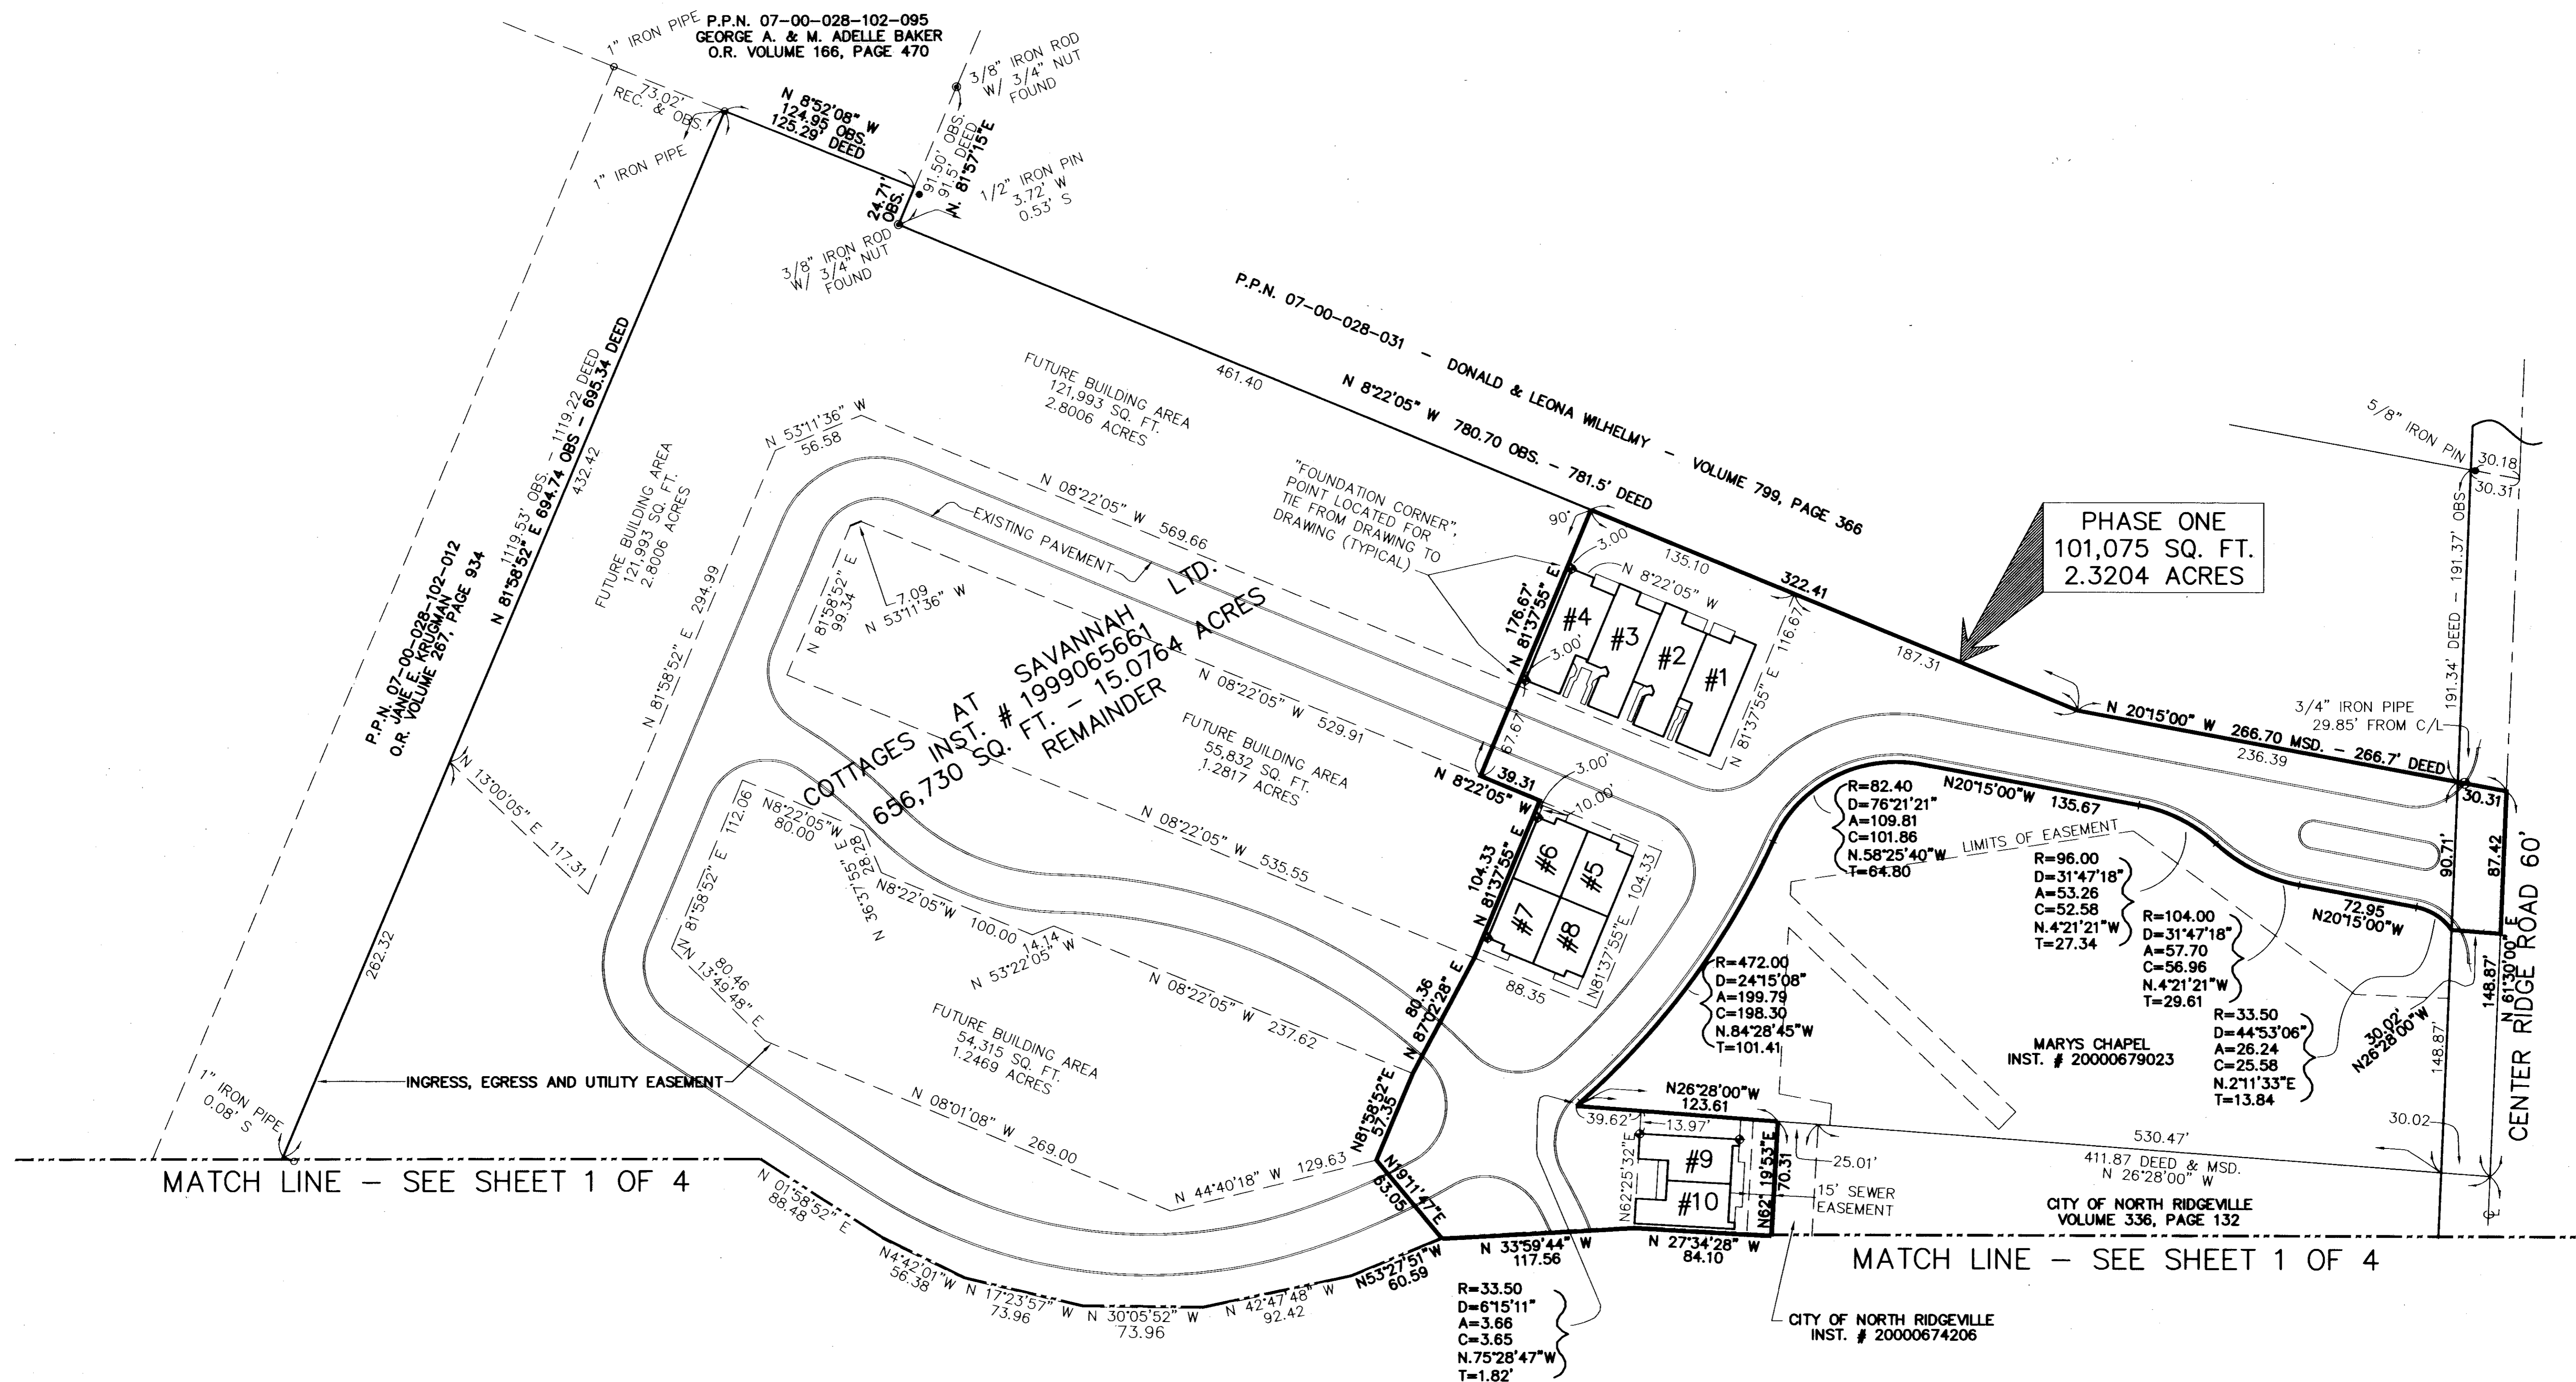 1" IRON PIPE
P.P.N. 07-00-028-102-095
GEORGE A. & M. ADELLE BAKER
O.R. VOLUME 166, PAGE 470
73.02'
REC. & OBS.
1" IRON PIPE
N 8°52'08" W
124.95 OBS.
125.29' DEED
3/8" IRON ROD
W/ 3/4" NUT
FOUND
91.50' OBS.
91.5' DEED
N. 81°57'15"E
24.71'
OBS.
1/2" IRON PIN
3.72' W
0.53' S
3/8" IRON ROD
W/ 3/4" NUT
FOUND
P.P.N. 07-00-028-031 - DONALD & LEONA WILHELMY - VOLUME 799, PAGE 366
461.40
N 8°22'05" W 780.70 OBS. - 781.5' DEED
P.P.N. 07-00-028-102-012
JANE E. KRUGMAN
O.R. VOLUME 267, PAGE 934
1119.53' OBS. - 1119.22 DEED
N 81°58'52" E 694.74 OBS - 695.34 DEED
432.42
262.32
FUTURE BUILDING AREA
121,993 SQ. FT.
2.8006 ACRES
FUTURE BUILDING AREA
121,993 SQ. FT.
2.8006 ACRES
N 53°11'36" W
56.58
N 08°22'05" W 569.66
EXISTING PAVEMENT
N 81°58'52" E 294.99
N 81°58'52" E
99.34
7.09
N 53°11'36" W
COTTAGES AT SAVANNAH LTD.
INST. # 1999065661
656,730 SQ. FT. - 15.0764 ACRES
REMAINDER
N 08°22'05" W 529.91
FUTURE BUILDING AREA
55,832 SQ. FT.
1.2817 ACRES
N 08°22'05" W 535.55
N 13°00'05" E 117.31
N 81°58'52" E 112.06
N8°22'05"W
80.00
N 36°37'55" E
28.28
N8°22'05"W 100.00
14.14
N 53°22'05" W
N 08°22'05" W 237.62
80.46
N 13°49'48" E
FUTURE BUILDING AREA
54,315 SQ. FT.
1.2469 ACRES
INGRESS, EGRESS AND UTILITY EASEMENT
N 08°01'08" W 269.00
N 44°40'18" W 129.63
1" IRON PIPE
0.08' S
MATCH LINE - SEE SHEET 1 OF 4
N 01°58'52" E
88.48
N4°42'01"W
56.38
N 17°23'57" W
73.96
N 30°05'52" W
73.96
N 42°47'48" W
92.42
N53°27'51"W
60.59
"FOUNDATION CORNER",
POINT LOCATED FOR
TIE FROM DRAWING TO
DRAWING (TYPICAL)
90°
3.00
135.10
322.41
187.31
N 8°22'05" W
176.67'
N 81°37'55" E
3.00'
67.67
#4
#3
#2
#1
N 81°37'55" E 116.67
39.31
N 8°22'05" W
3.00'
10.00'
104.33
N 81°37'55" E
#6
#5
#7
#8
N81°37'55"E 104.33
88.35
80.36
N 87°02'28" E
N81°58'52"E
57.35
N19°11'47"E
63.05
N 33°59'44" W
117.56
N 27°34'28" W
84.10
PHASE ONE
101,075 SQ. FT.
2.3204 ACRES
5/8" IRON PIN
30.18
30.31
191.34' DEED - 191.37' OBS
3/4" IRON PIPE
29.85' FROM C/L
N 20°15'00" W 266.70 MSD. - 266.7' DEED
236.39
30.31
90.71'
87.42
R=82.40
D=76°21'21"
A=109.81
C=101.86
N.58°25'40"W
T=64.80
N20°15'00"W 135.67
LIMITS OF EASEMENT
R=96.00
D=31°47'18"
A=53.26
C=52.58
N.4°21'21"W
T=27.34
R=104.00
D=31°47'18"
A=57.70
C=56.96
N.4°21'21"W
T=29.61
72.95
N20°15'00"W
R=33.50
D=44°53'06"
A=26.24
C=25.58
N.2°11'33"E
T=13.84
30.02'
N26°28'00"W
148.87'
148.87'
N 61°30'00" E
CENTER RIDGE ROAD 60'
R=472.00
D=24°15'08"
A=199.79
C=198.30
N.84°28'45"W
T=101.41
MARYS CHAPEL
INST. # 20000679023
N26°28'00"W
123.61
39.62'
13.97'
N62°25'32"E
#9
#10
N62°19'53"E
70.31
25.01'
15' SEWER
EASEMENT
30.02
530.47'
411.87 DEED & MSD.
N 26°28'00" W
CITY OF NORTH RIDGEVILLE
VOLUME 336, PAGE 132
MATCH LINE - SEE SHEET 1 OF 4
R=33.50
D=6°15'11"
A=3.66
C=3.65
N.75°28'47"W
T=1.82'
CITY OF NORTH RIDGEVILLE
INST. # 20000674206